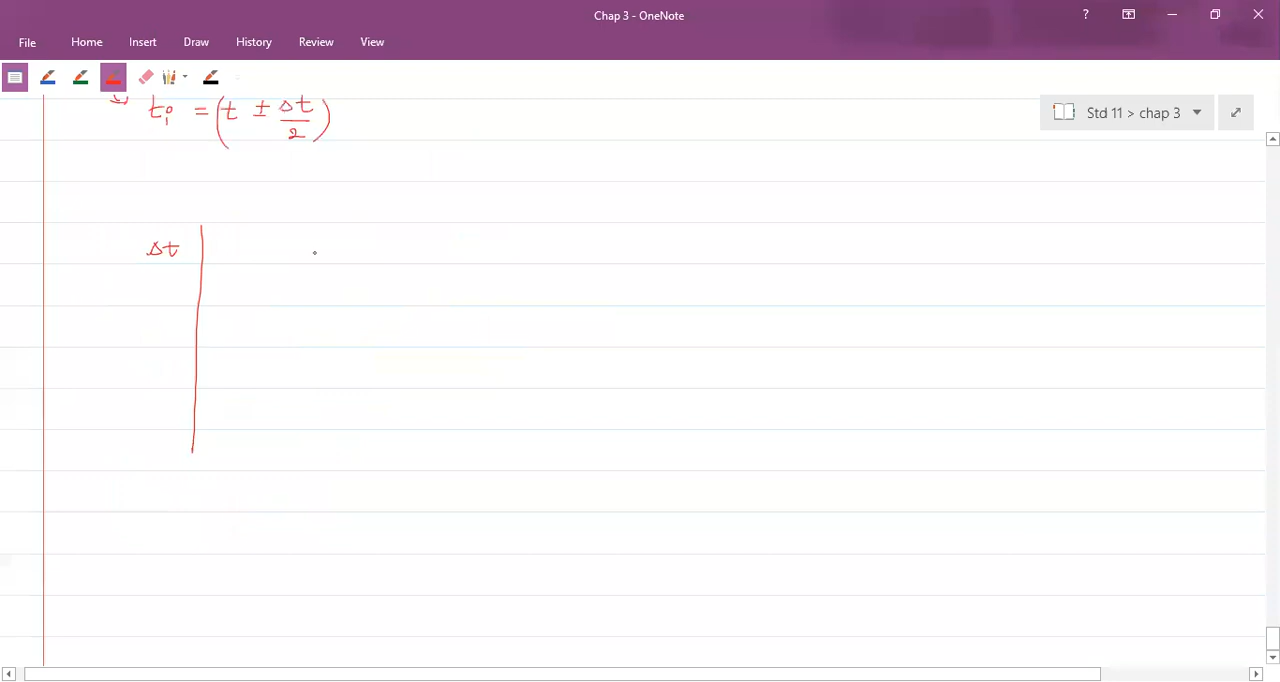 Chap 3 - OneNote
?
File Home Insert Draw History Review View
Std 11 > chap 3
ti = (t ± Δt/2)
Δt